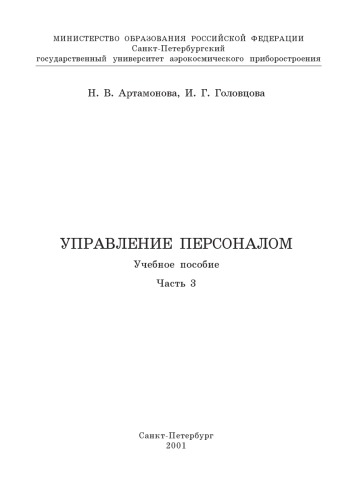 МИНИСТЕРСТВО ОБРАЗОВАНИЯ РОССИЙСКОЙ ФЕДЕРАЦИИ
Санкт-Петербургский
государственный университет аэрокосмического приборостроения
Н. В. Артамонова, И. Г. Головцова
УПРАВЛЕНИЕ ПЕРСОНАЛОМ
Учебное пособие
Часть 3
Санкт-Петербург
2001